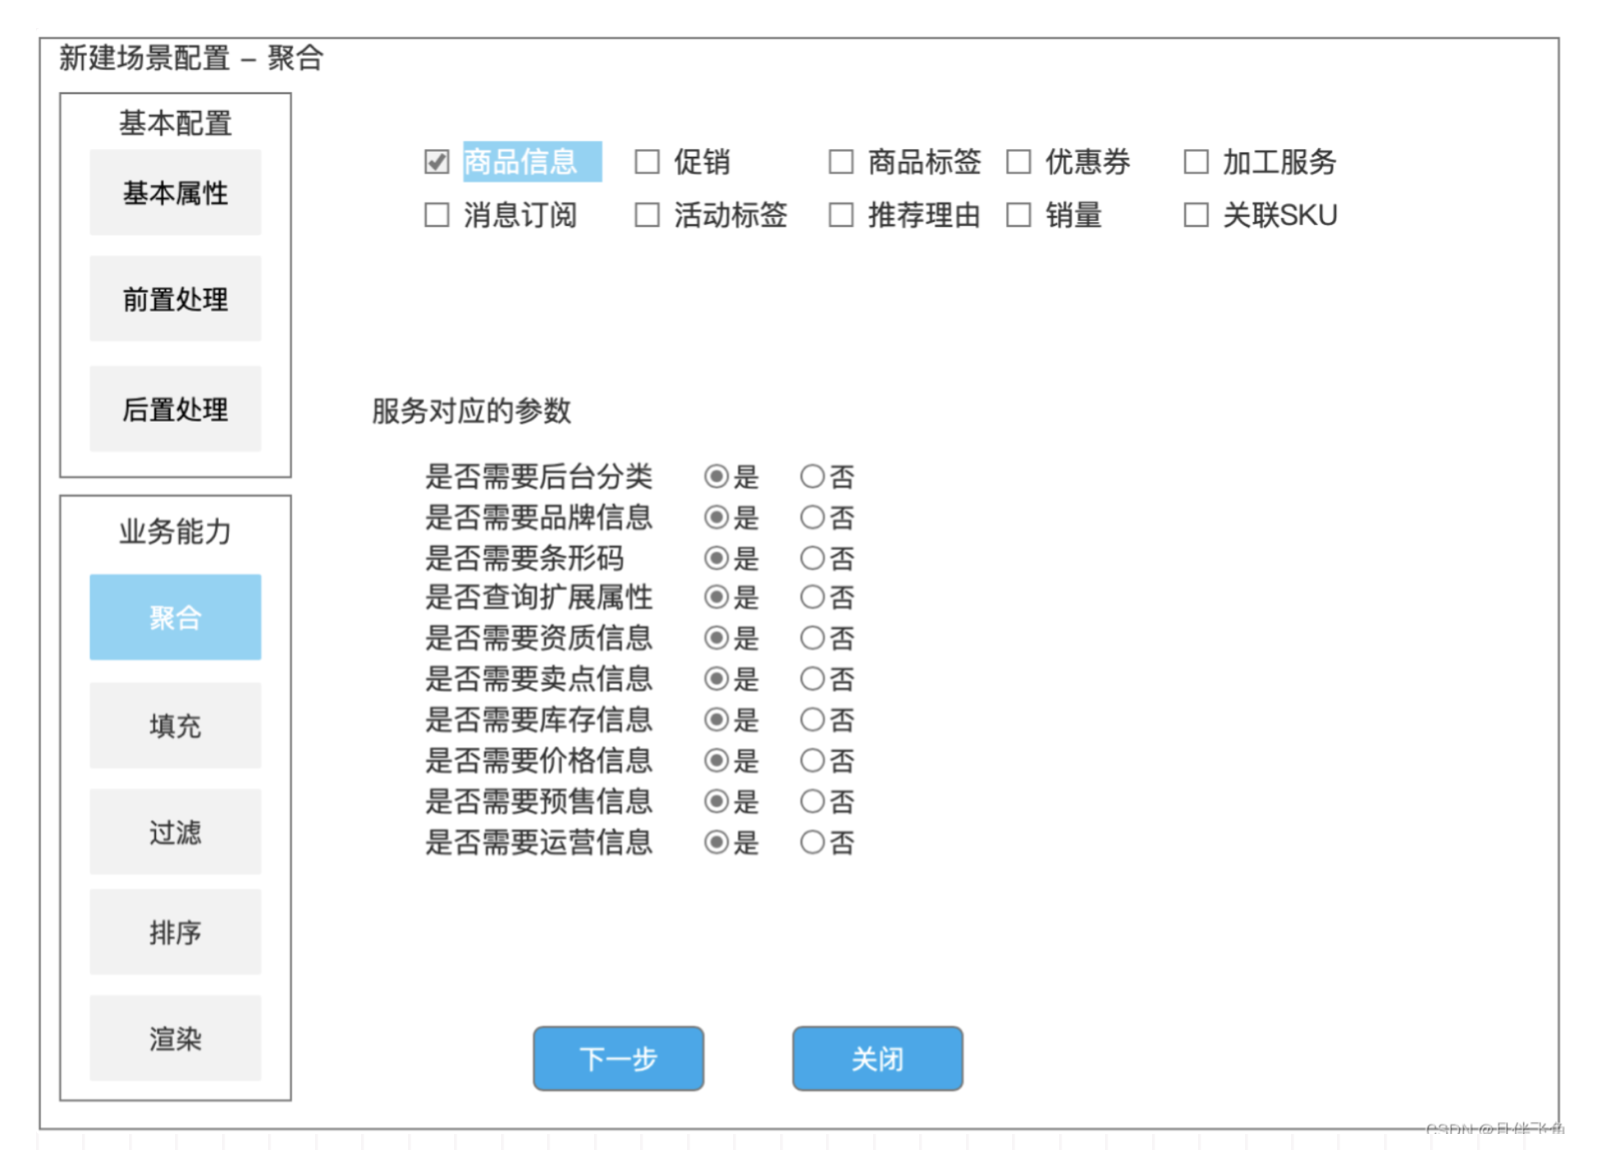 新建场景配置 – 聚合
基本配置
基本属性
前置处理
后置处理
业务能力
聚合
填充
过滤
排序
渲染
商品信息 促销 商品标签 优惠券 加工服务
消息订阅 活动标签 推荐理由 销量 关联SKU
服务对应的参数
是否需要后台分类 是 否
是否需要品牌信息 是 否
是否需要条形码 是 否
是否查询扩展属性 是 否
是否需要资质信息 是 否
是否需要卖点信息 是 否
是否需要库存信息 是 否
是否需要价格信息 是 否
是否需要预售信息 是 否
是否需要运营信息 是 否
下一步 关闭
CSDN @月伴飞鱼